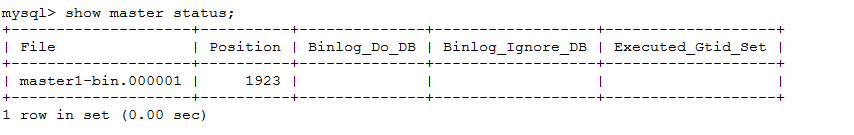 mysql> show master status;
+-------------------+----------+--------------+------------------+-------------------+
| File              | Position | Binlog_Do_DB | Binlog_Ignore_DB | Executed_Gtid_Set |
+-------------------+----------+--------------+------------------+-------------------+
| master1-bin.000001 |     1923 |              |                  |                   |
+-------------------+----------+--------------+------------------+-------------------+
1 row in set (0.00 sec)